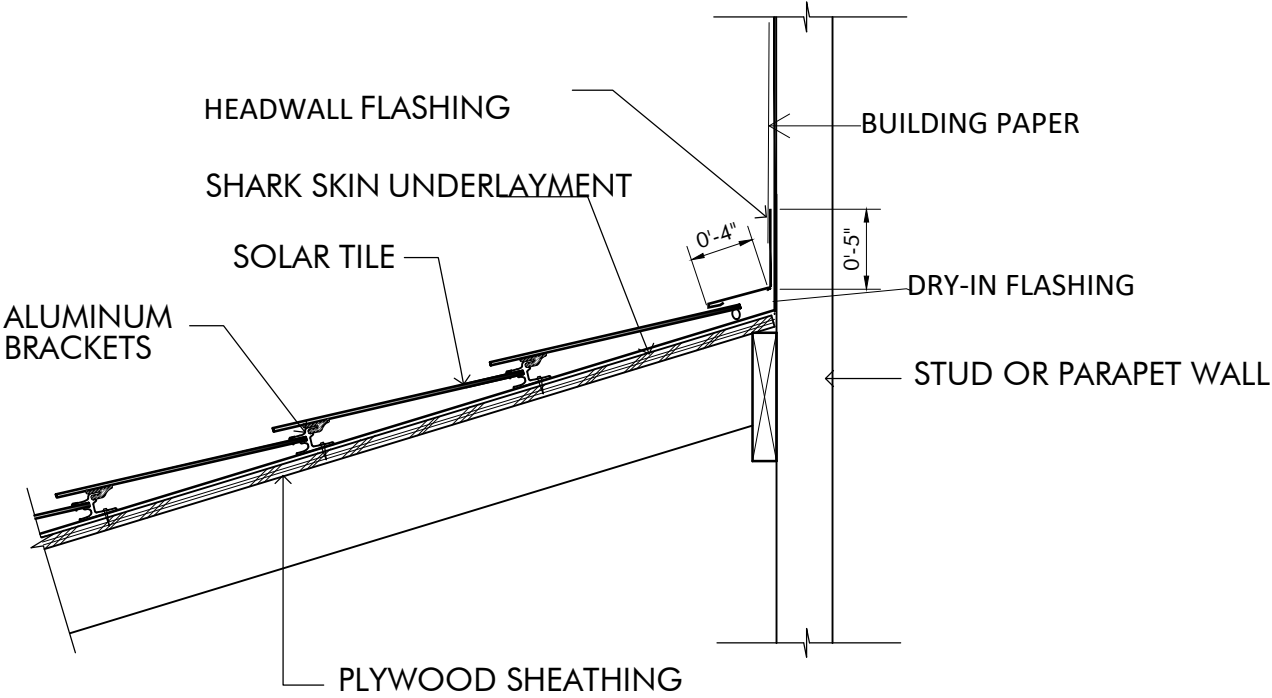 HEADWALL FLASHING
BUILDING PAPER
SHARK SKIN UNDERLAYMENT
0'-4"
0'-5"
SOLAR TILE
DRY-IN FLASHING
ALUMINUM
BRACKETS
STUD OR PARAPET WALL
PLYWOOD SHEATHING